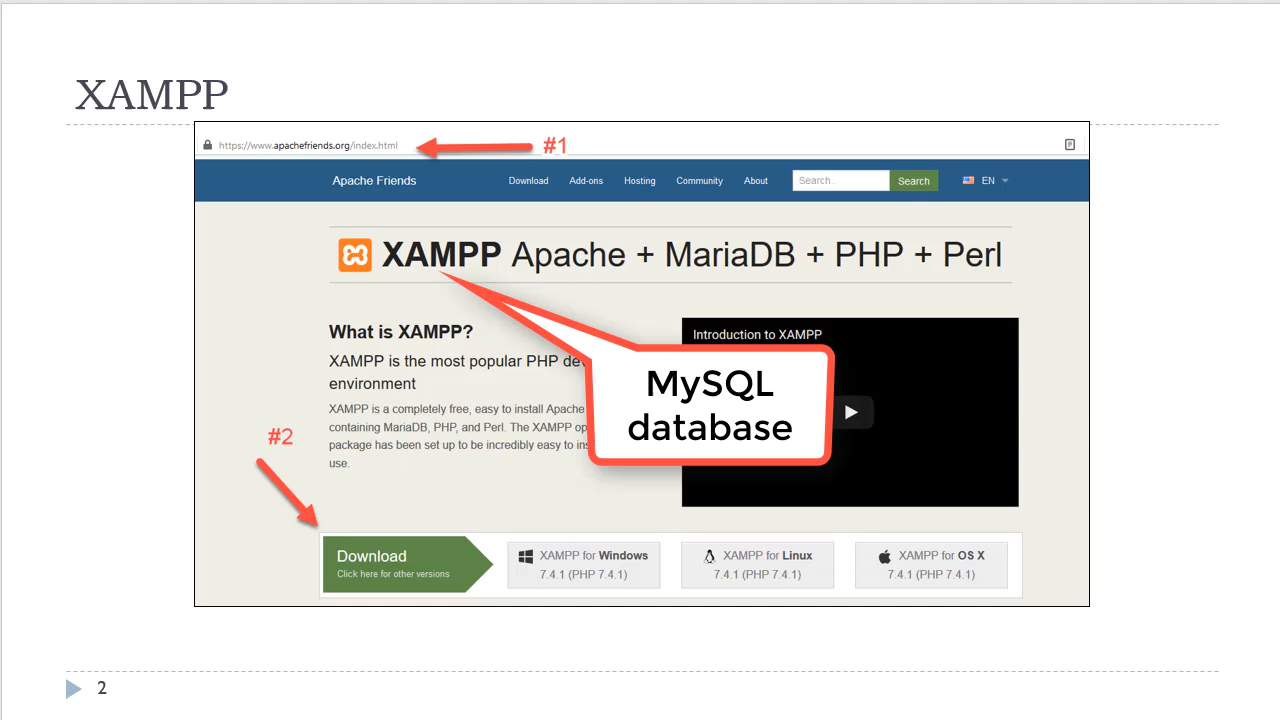 XAMPP
https://www.apachefriends.org/index.html
#1
Apache Friends
Download
Add-ons
Hosting
Community
About
Search...
Search
EN
XAMPP Apache + MariaDB + PHP + Perl
What is XAMPP?
XAMPP is the most popular PHP
environment
XAMPP is a completely free, easy to install Apache
containing MariaDB, PHP, and Perl. The XAMPP
package has been set up to be incredibly easy to
use.
Introduction to XAMPP
MySQL
database
#2
Download
Click here for other versions
XAMPP for Windows
7.4.1 (PHP 7.4.1)
XAMPP for Linux
7.4.1 (PHP 7.4.1)
XAMPP for OS X
7.4.1 (PHP 7.4.1)
2